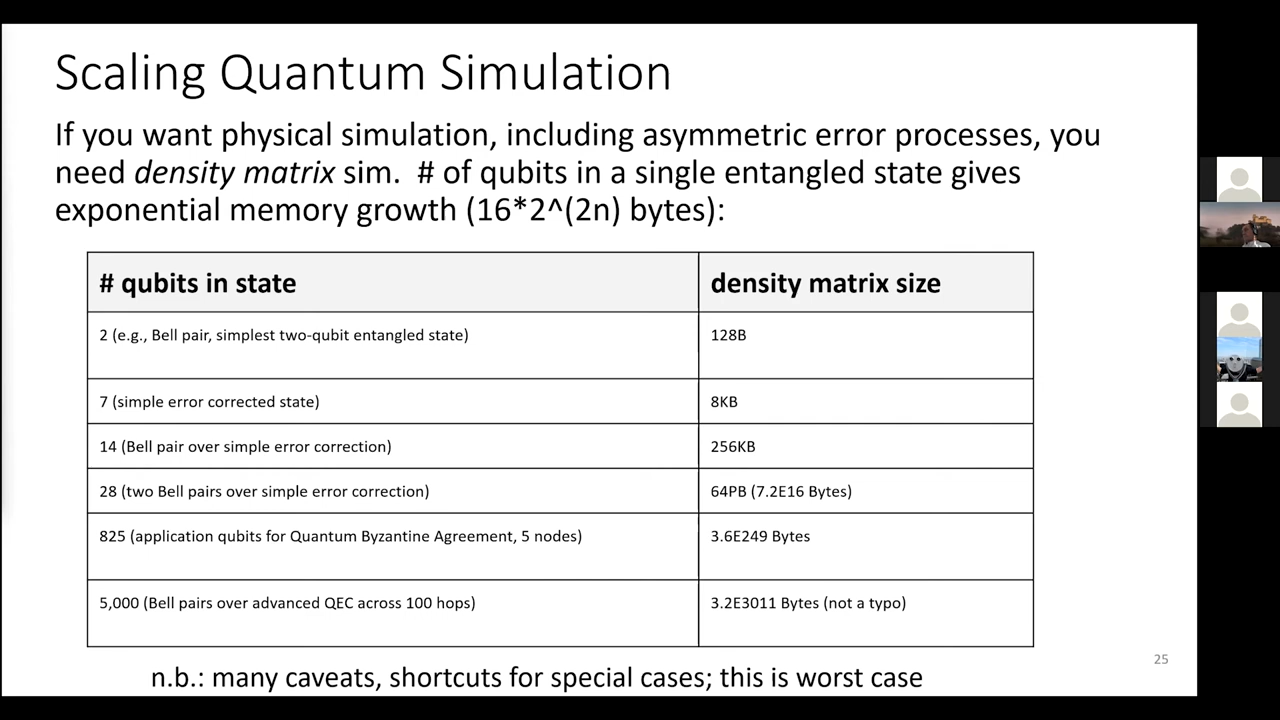 Scaling Quantum Simulation
If you want physical simulation, including asymmetric error processes, you
need density matrix sim. # of qubits in a single entangled state gives
exponential memory growth (16*2^(2n) bytes):
# qubits in state
density matrix size
2 (e.g., Bell pair, simplest two-qubit entangled state)
128B
7 (simple error corrected state)
8KB
14 (Bell pair over simple error correction)
256KB
28 (two Bell pairs over simple error correction)
64PB (7.2E16 Bytes)
825 (application qubits for Quantum Byzantine Agreement, 5 nodes)
3.6E249 Bytes
5,000 (Bell pairs over advanced QEC across 100 hops)
3.2E3011 Bytes (not a typo)
25
n.b.: many caveats, shortcuts for special cases; this is worst case